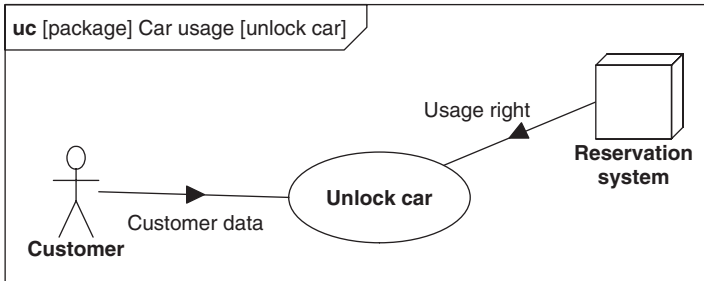 uc [package] Car usage [unlock car]
Usage right
Reservation
system
Unlock car
Customer data
Customer